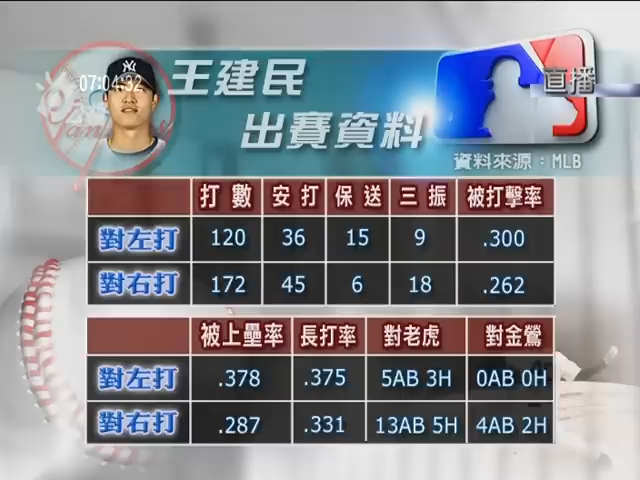 07:04:32
王建民
出賽資料
直播
資料來源：MLB
打數 安打 保送 三振 被打擊率
對左打 120 36 15 9 .300
對右打 172 45 6 18 .262
被上壘率 長打率 對老虎 對金鶯
對左打 .378 .375 5AB 3H 0AB 0H
對右打 .287 .331 13AB 5H 4AB 2H